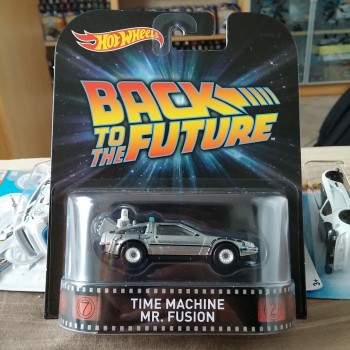 Hot Wheels
BACK
TO THE
FUTURE
TIME MACHINE
MR. FUSION